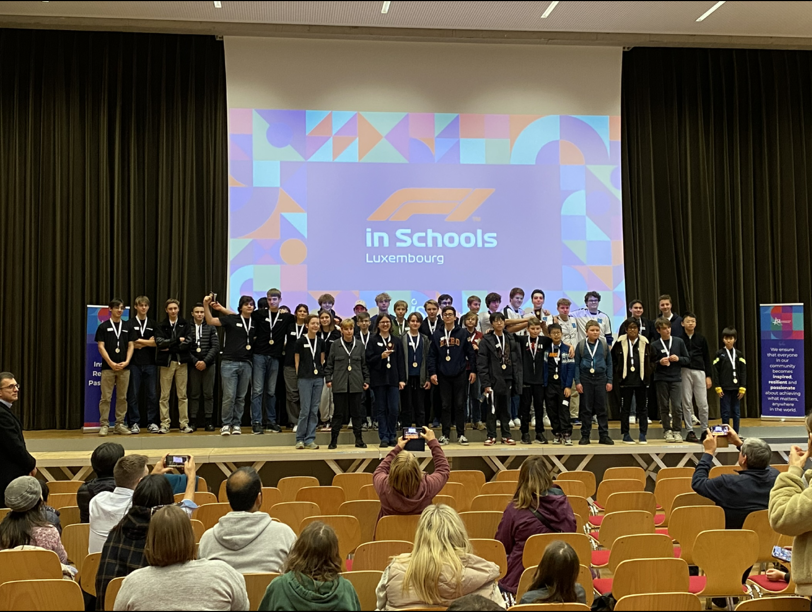 F1
in Schools
Luxembourg
We ensure
that everyone
in our
community
becomes
inspired,
resilient and
passionate
about achieving
what matters,
anywhere in
the world.